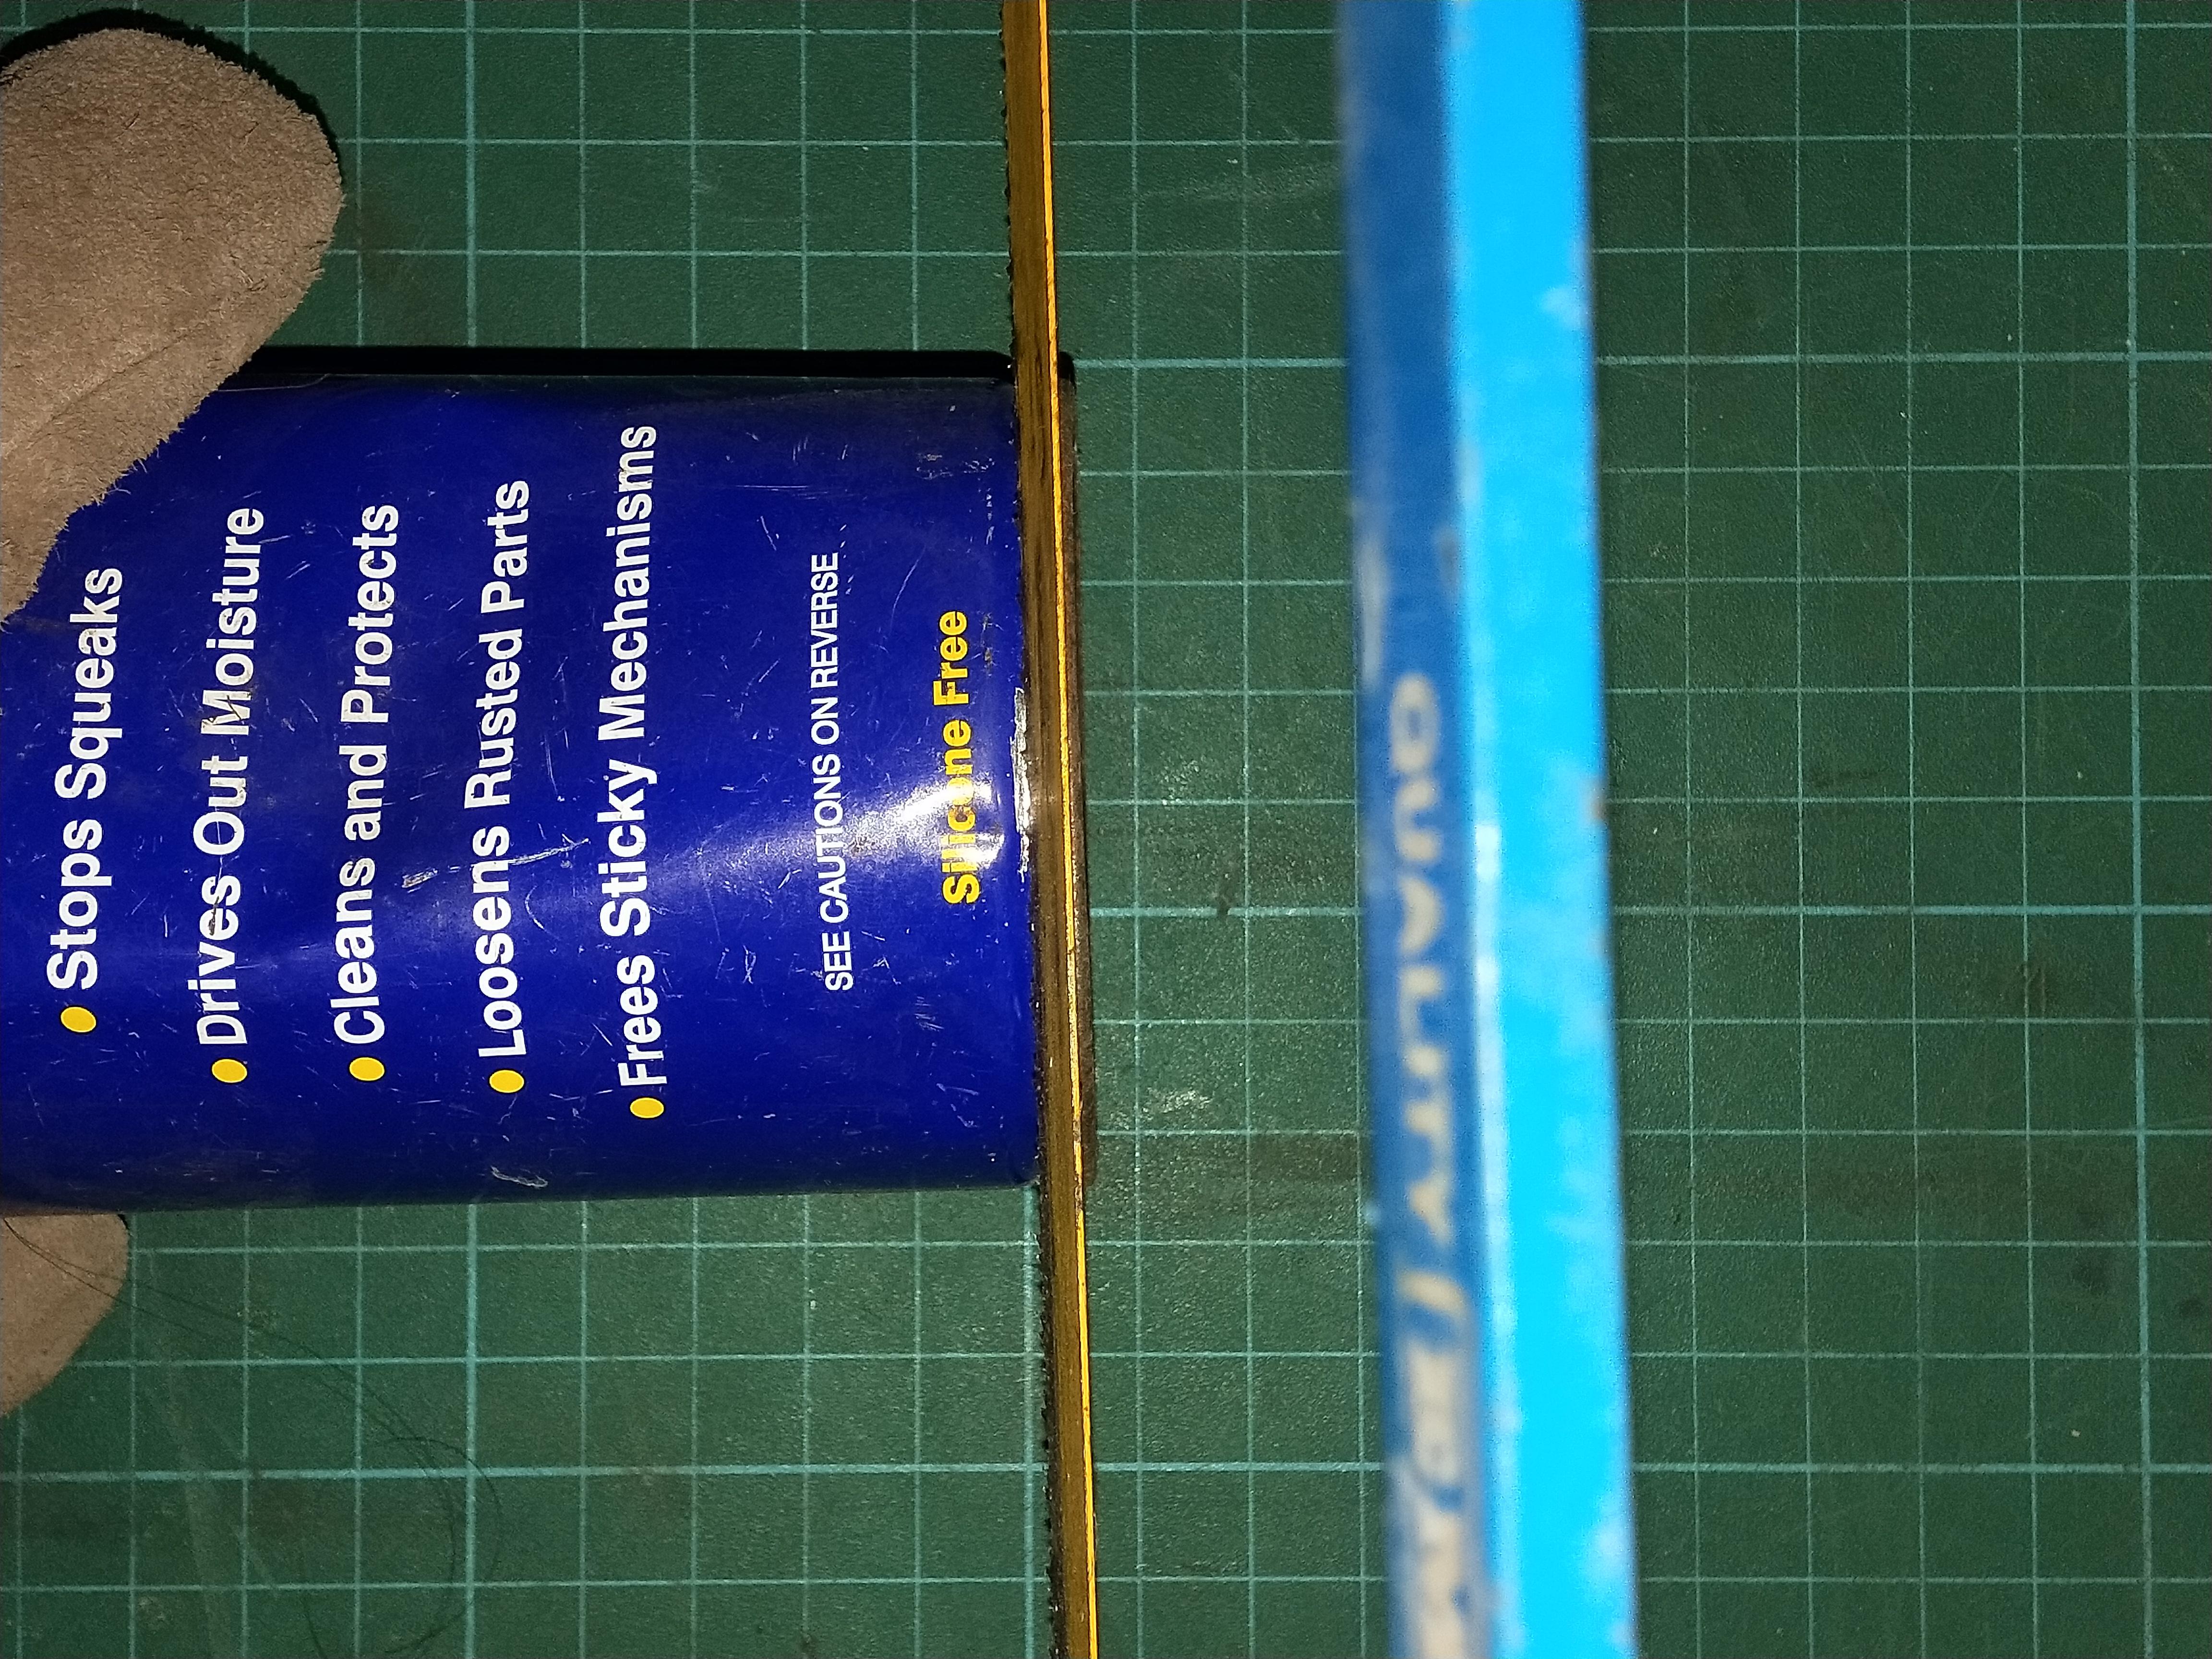 • Stops Squeaks
• Drives Out Moisture
• Cleans and Protects
• Loosens Rusted Parts
• Frees Sticky Mechanisms
SEE CAUTIONS ON REVERSE
Silicone Free
QUALITY